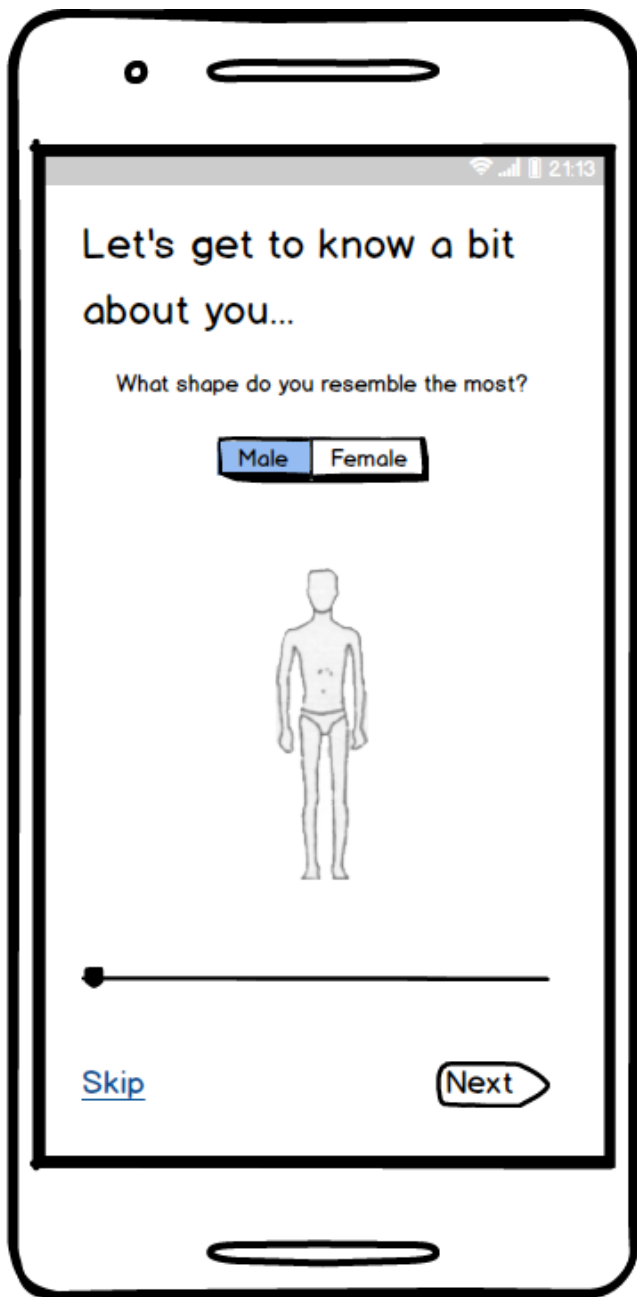 21:13
Let's get to know a bit
about you...
What shape do you resemble the most?
Male Female
Skip Next